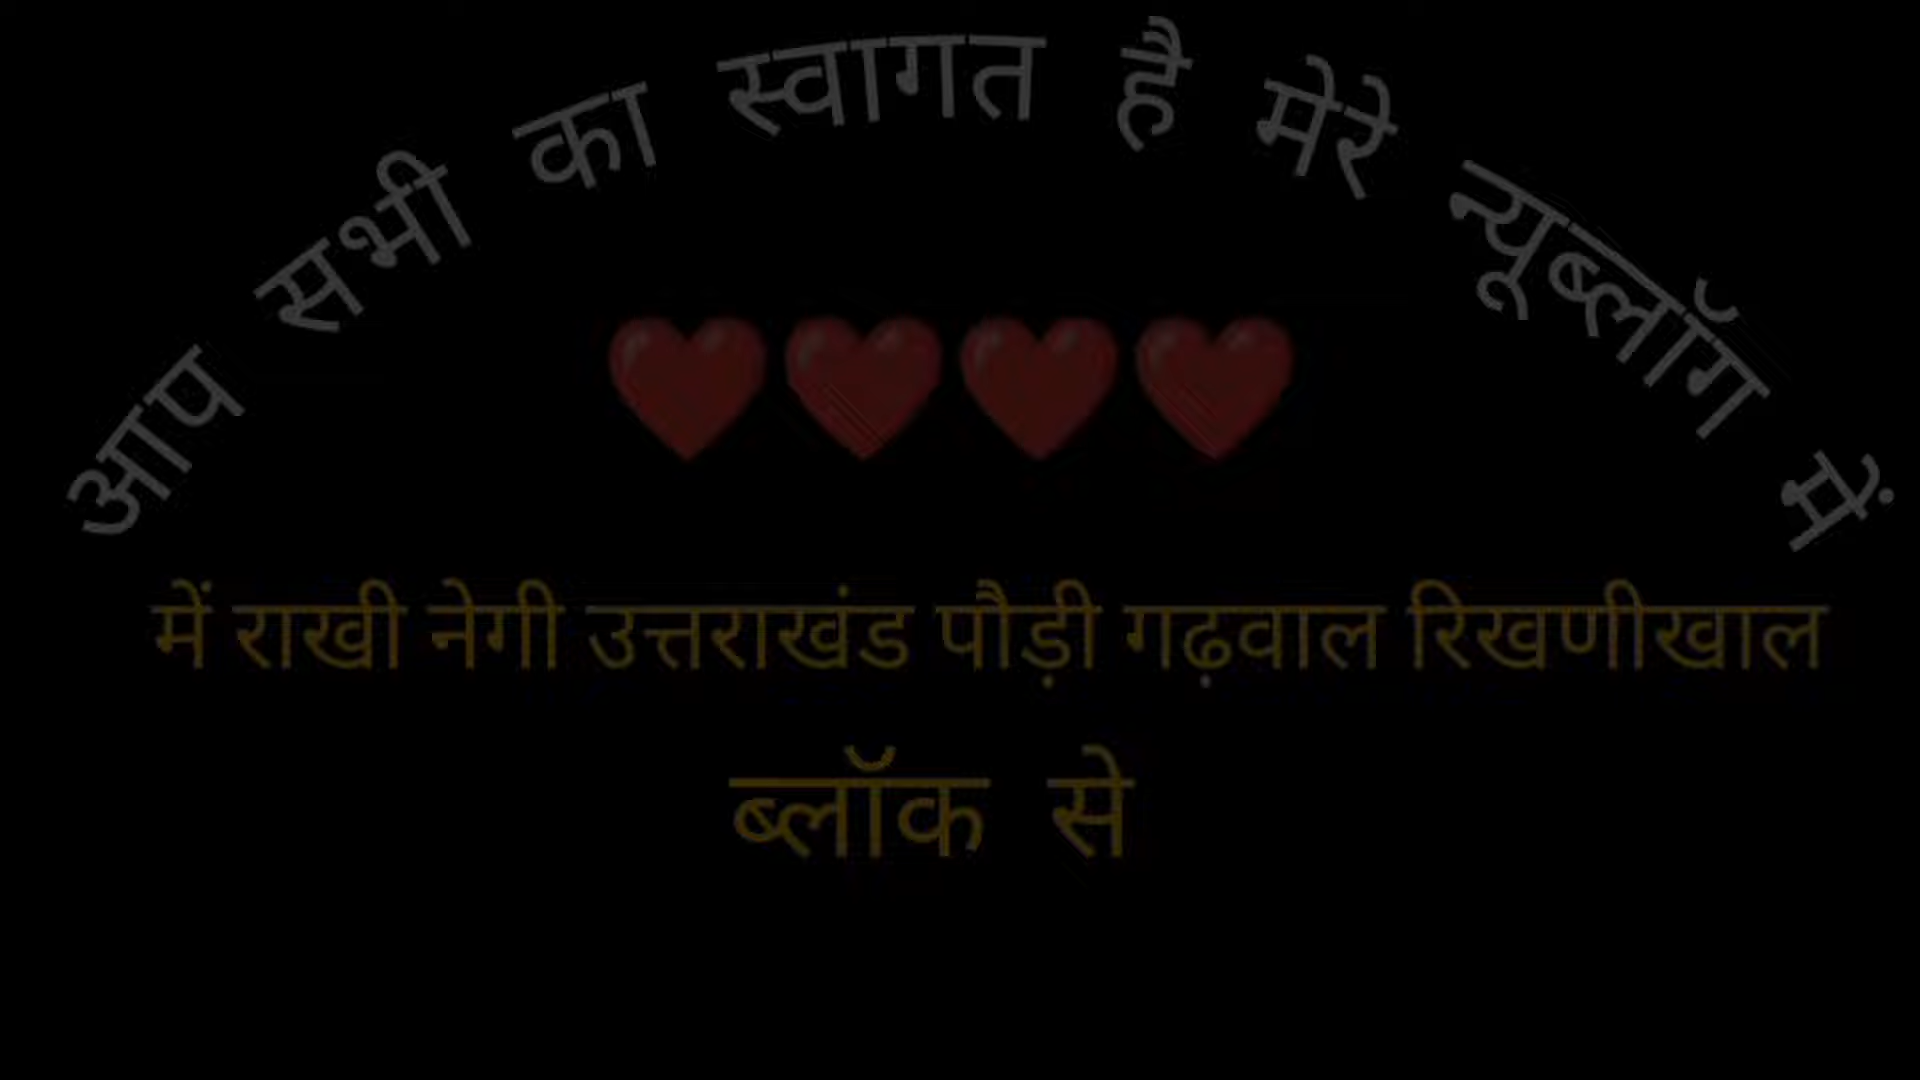 आप सभी का स्वागत है मेरे न्यूब्लॉग में
में राखी नेगी उत्तराखंड पौड़ी गढ़वाल रिखणीखाल
ब्लॉक से